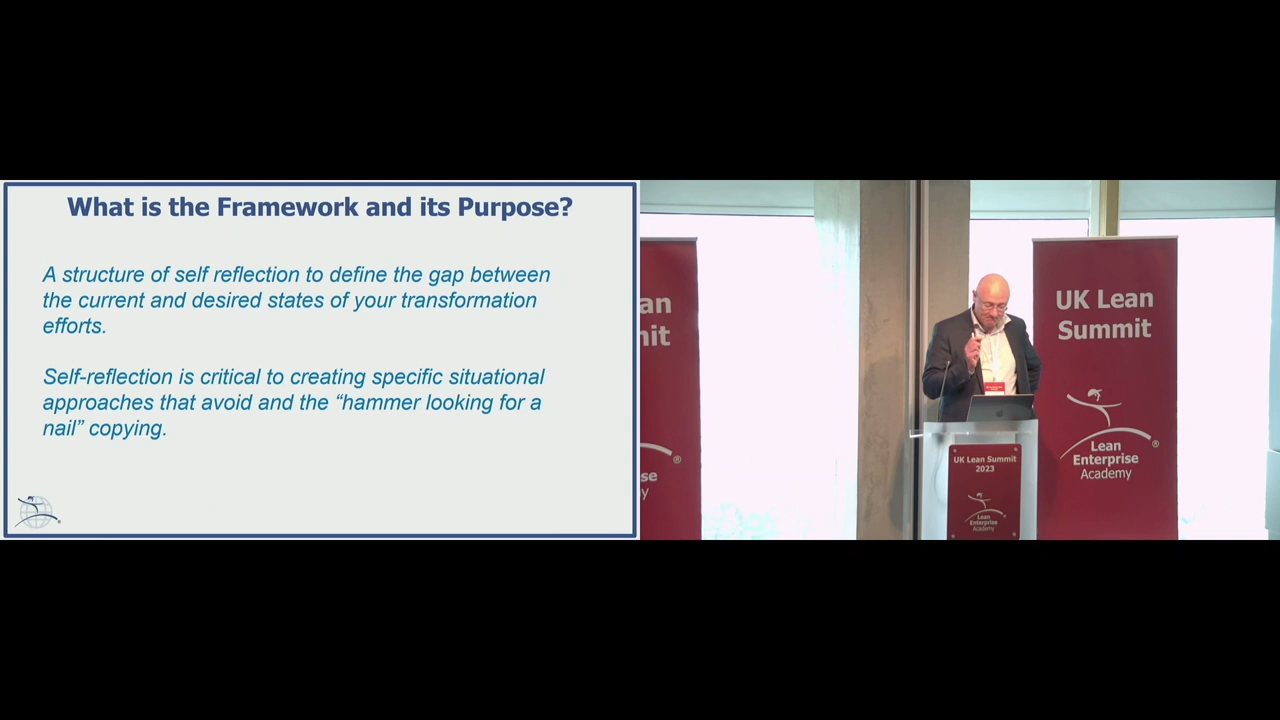 What is the Framework and its Purpose?
A structure of self reflection to define the gap between
the current and desired states of your transformation
efforts.
Self-reflection is critical to creating specific situational
approaches that avoid and the “hammer looking for a
nail” copying.
an
it
se
y
UK Lean
Summit
Lean
Enterprise
Academy
®
UK Lean Summit
2023
Lean
Enterprise
Academy